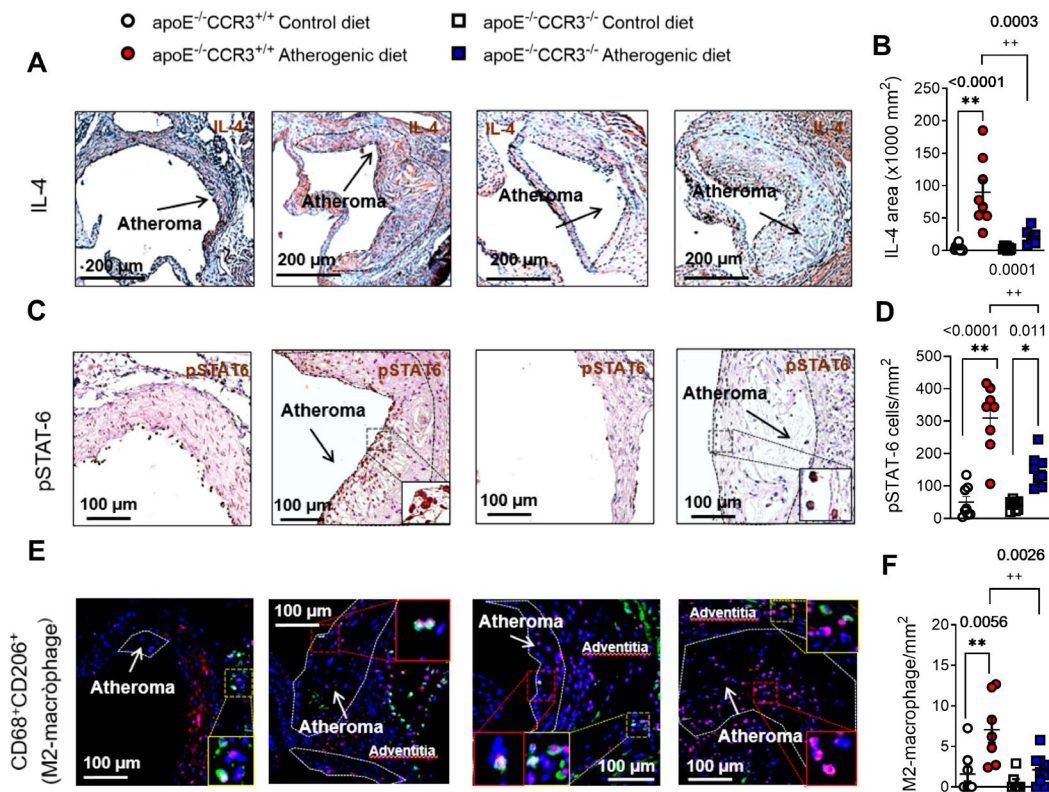 apoE-/-CCR3+/+ Control diet
apoE-/-CCR3-/- Control diet
apoE-/-CCR3+/+ Atherogenic diet
apoE-/-CCR3-/- Atherogenic diet
A
IL-4
IL-4
Atheroma
200 µm
IL-4
Atheroma
200 µm
IL-4
Atheroma
200 µm
Atheroma
200 µm
B
0.0003
++
<0.0001
**
IL-4 area (x1000 mm2)
250
200
150
100
50
0
C
pSTAT-6
pSTAT6
100 µm
pSTAT6
Atheroma
100 µm
pSTAT6
100 µm
pSTAT6
Atheroma
100 µm
D
0.0001
++
<0.0001
0.011
**
*
pSTAT-6 cells/mm2
500
400
300
200
100
0
E
CD68+CD206+
(M2-macrophage)
Atheroma
100 µm
100 µm
Atheroma
Adventitia
Atheroma
Adventitia
100 µm
Adventitia
Atheroma
100 µm
F
0.0026
++
0.0056
**
M2-macrophage/mm2
20
15
10
5
0